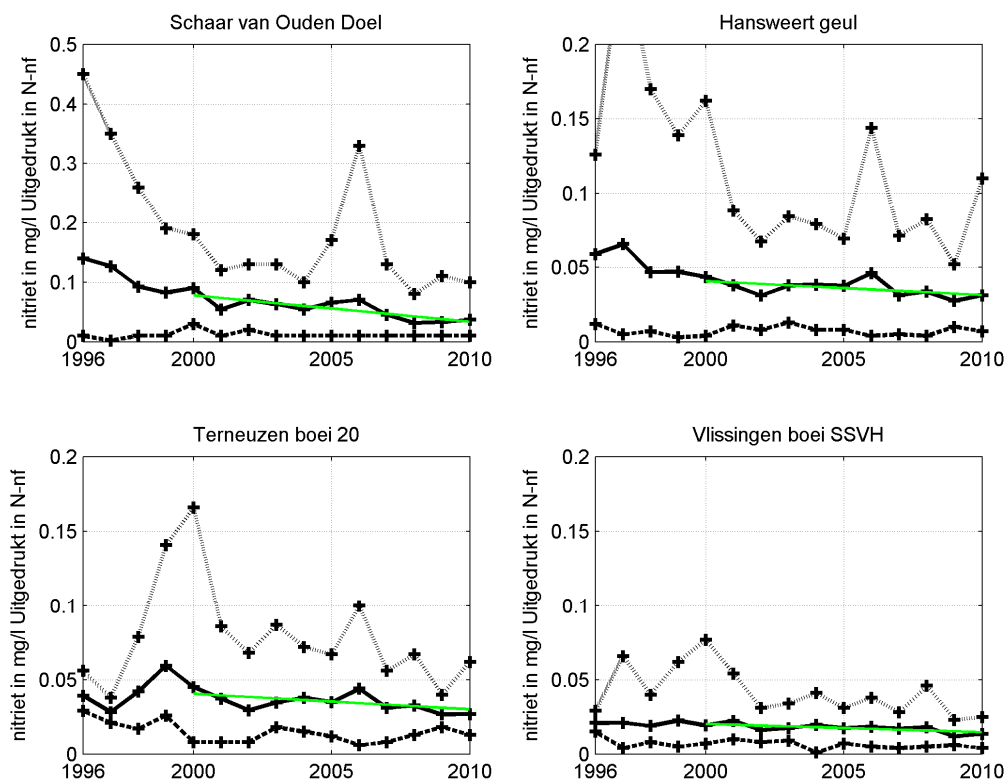 Schaar van Ouden Doel
nitriet in mg/l Uitgedrukt in N-nf
0.5
0.4
0.3
0.2
0.1
0
1996 2000 2005 2010
Hansweert geul
nitriet in mg/l Uitgedrukt in N-nf
0.2
0.15
0.1
0.05
0
1996 2000 2005 2010
Terneuzen boei 20
nitriet in mg/l Uitgedrukt in N-nf
0.2
0.15
0.1
0.05
0
1996 2000 2005 2010
Vlissingen boei SSVH
nitriet in mg/l Uitgedrukt in N-nf
0.2
0.15
0.1
0.05
0
1996 2000 2005 2010